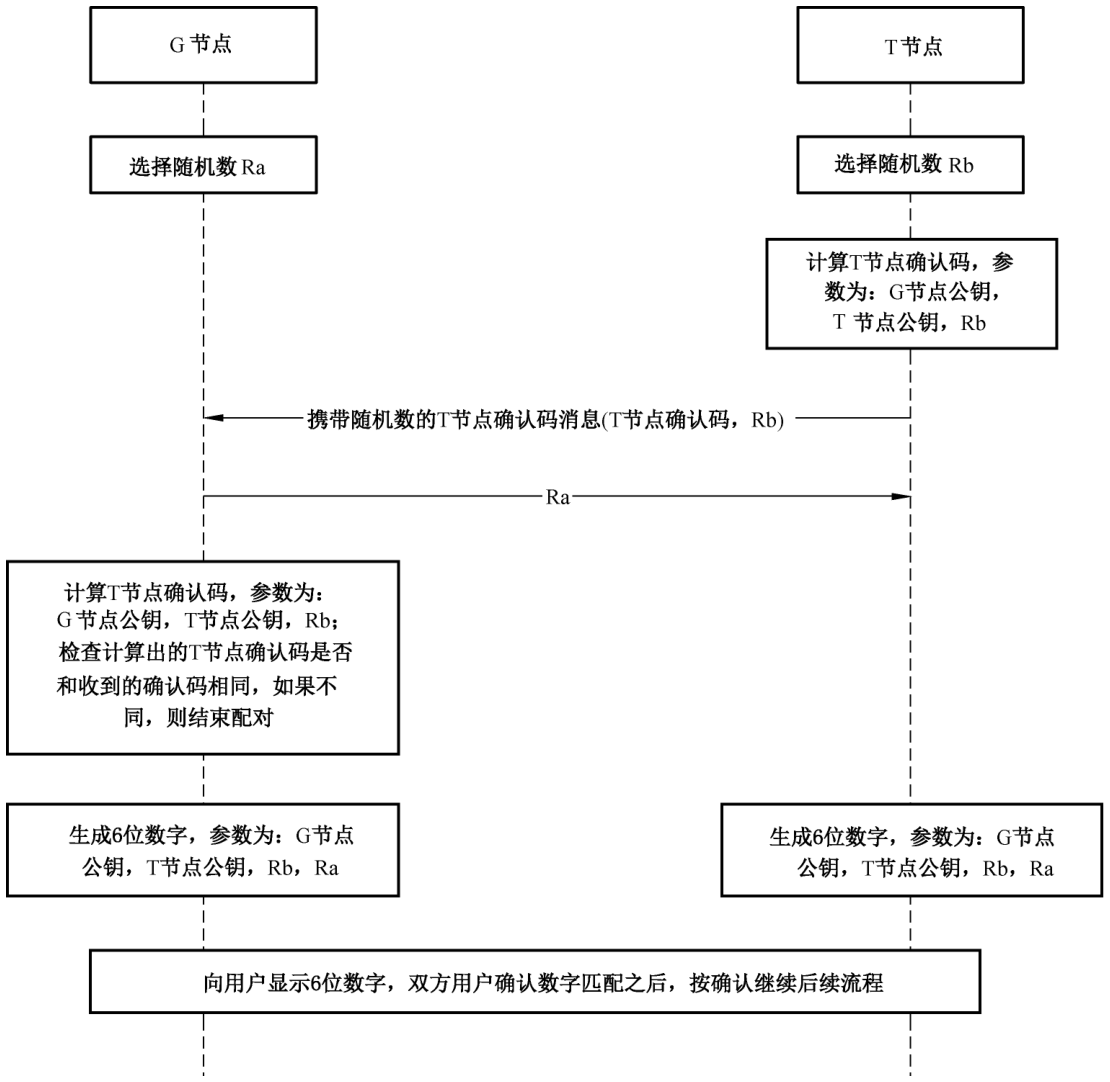 G 节点
T 节点
选择随机数 Ra
选择随机数 Rb
计算T节点确认码，参
数为：G节点公钥，
T 节点公钥，Rb
携带随机数的T节点确认码消息(T节点确认码，Rb)
Ra
计算T节点确认码，参数为：
G 节点公钥，T节点公钥，Rb；
检查计算出的T节点确认码是否
和收到的确认码相同，如果不
同，则结束配对
生成6位数字，参数为：G节点
公钥，T节点公钥，Rb，Ra
生成6位数字，参数为：G节点
公钥，T节点公钥，Rb，Ra
向用户显示6位数字，双方用户确认数字匹配之后，按确认继续后续流程